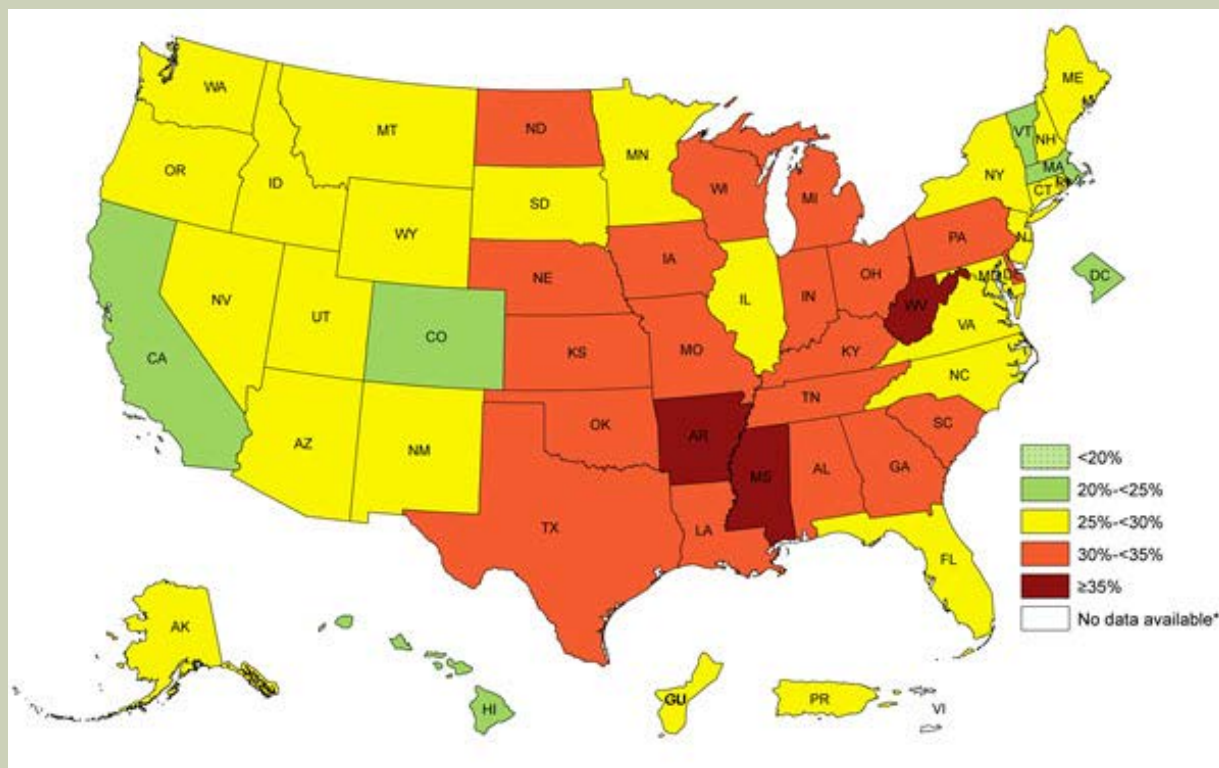 WA
MT
ND
MN
ME
VT
NH
OR
ID
SD
WI
MI
NY
MA
RI
CT
WY
IA
PA
NJ
NE
OH
MD
DE
DC
NV
UT
IL
IN
WV
VA
CO
CA
KS
MO
KY
NC
TN
OK
AR
SC
AZ
NM
MS
AL
GA
TX
LA
FL
<20%
20%-<25%
25%-<30%
30%-<35%
≥35%
No data available*
AK
HI
GU
PR
VI